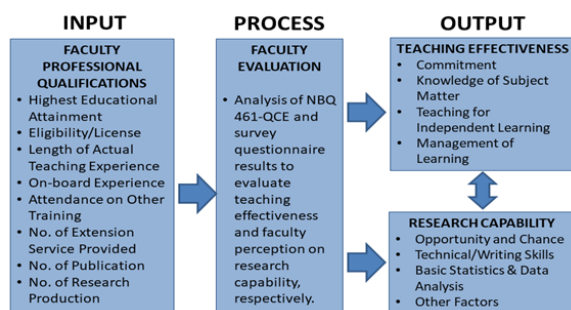 INPUT
FACULTY
PROFESSIONAL
QUALIFICATIONS
• Highest Educational
Attainment
• Eligibility/License
• Length of Actual
Teaching Experience
• On-board Experience
• Attendance on Other
Training
• No. of Extension
Service Provided
• No. of Publication
• No. of Research
Production
PROCESS
FACULTY
EVALUATION
• Analysis of NBQ
461-QCE and
survey
questionnaire
results to
evaluate
teaching
effectiveness
and faculty
perception on
research
capability,
respectively.
OUTPUT
TEACHING EFFECTIVENESS
• Commitment
• Knowledge of Subject
Matter
• Teaching for
Independent Learning
• Management of
Learning
RESEARCH CAPABILITY
• Opportunity and Chance
• Technical/Writing Skills
• Basic Statistics & Data
Analysis
• Other Factors